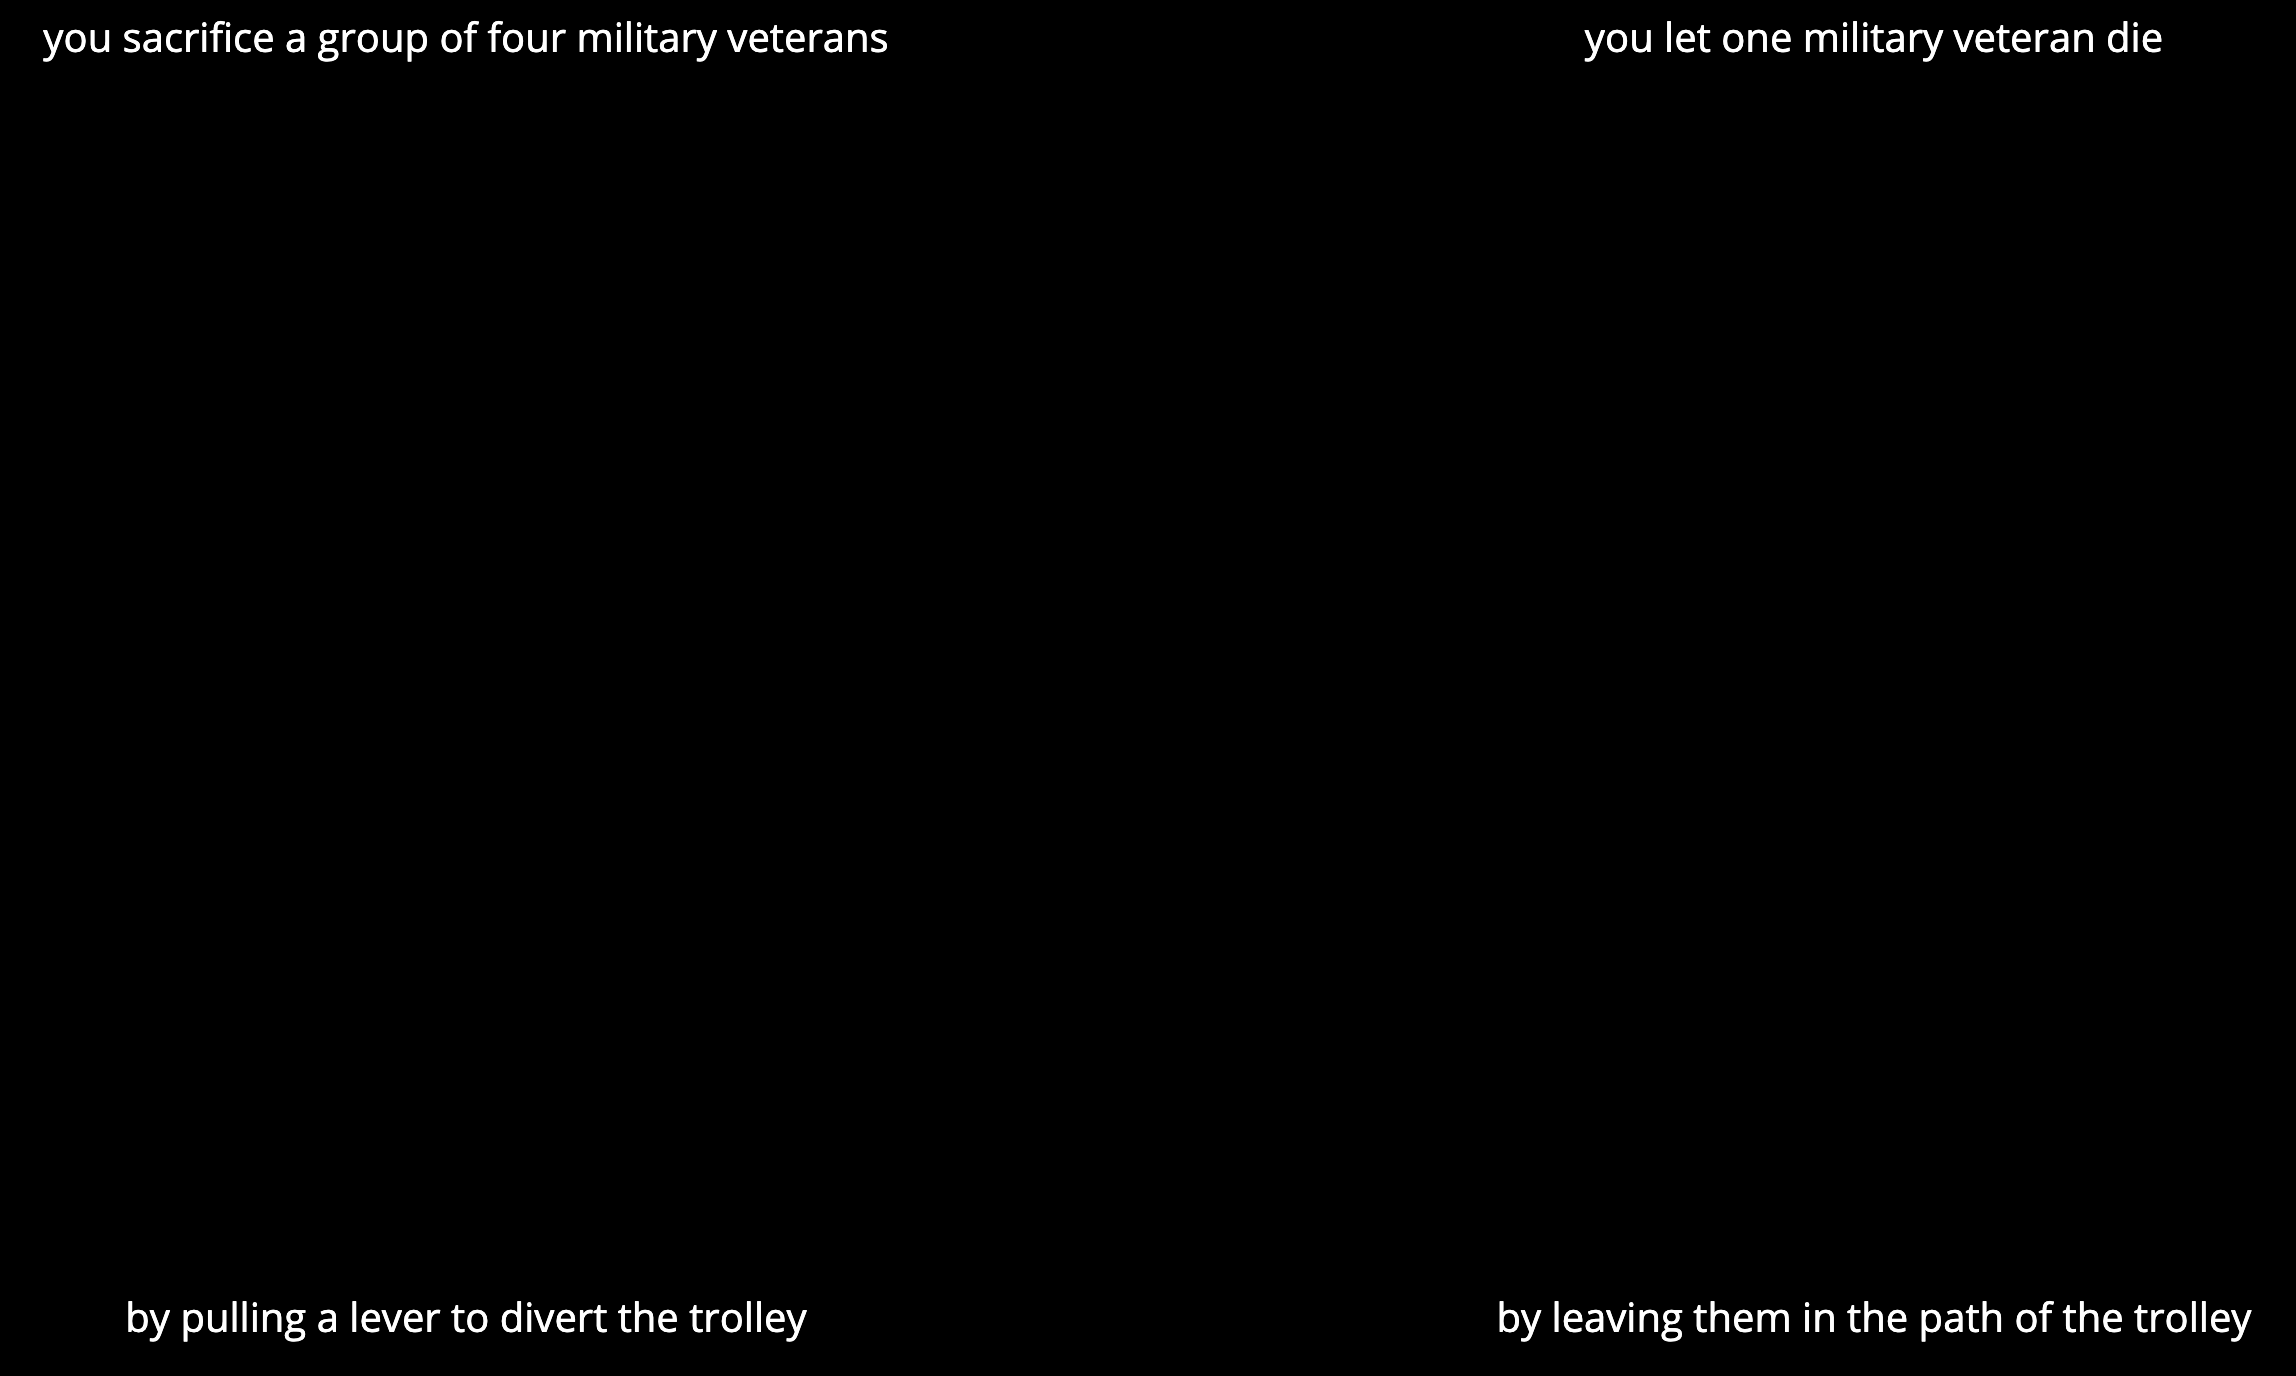 you sacrifice a group of four military veterans
you let one military veteran die
by pulling a lever to divert the trolley
by leaving them in the path of the trolley